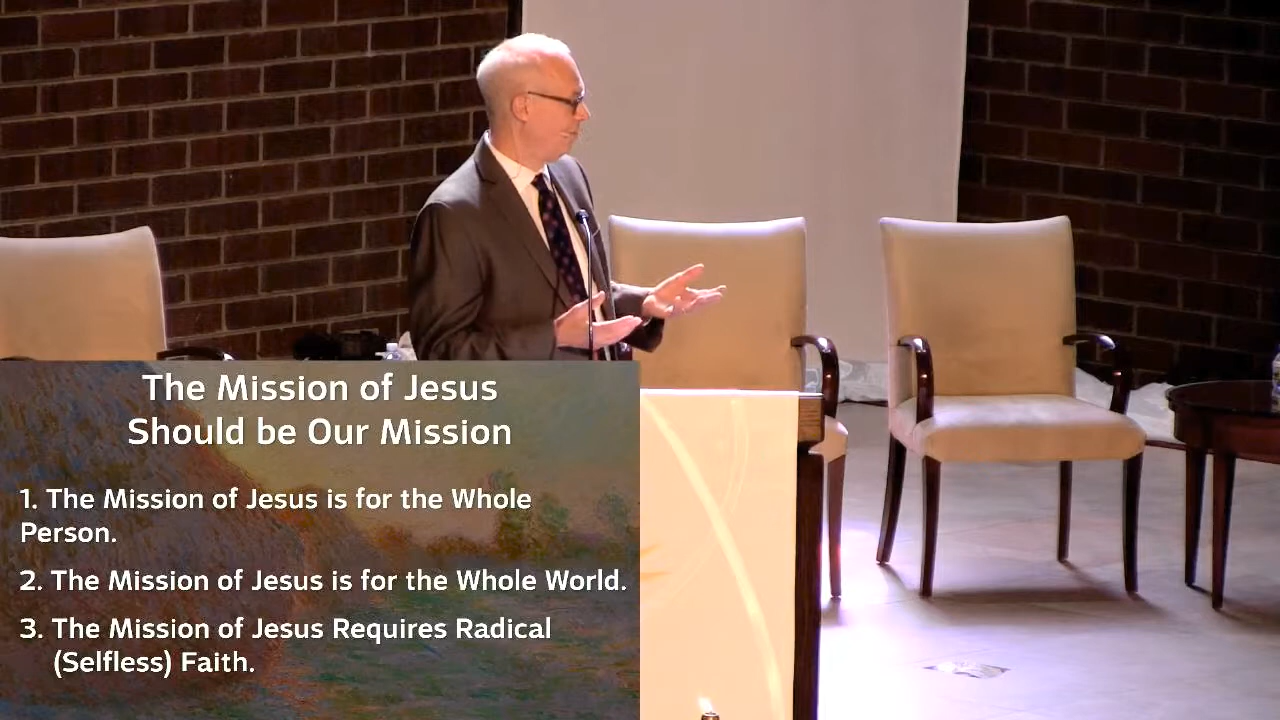 The Mission of Jesus
Should be Our Mission
1. The Mission of Jesus is for the Whole
Person.
2. The Mission of Jesus is for the Whole World.
3. The Mission of Jesus Requires Radical
(Selfless) Faith.